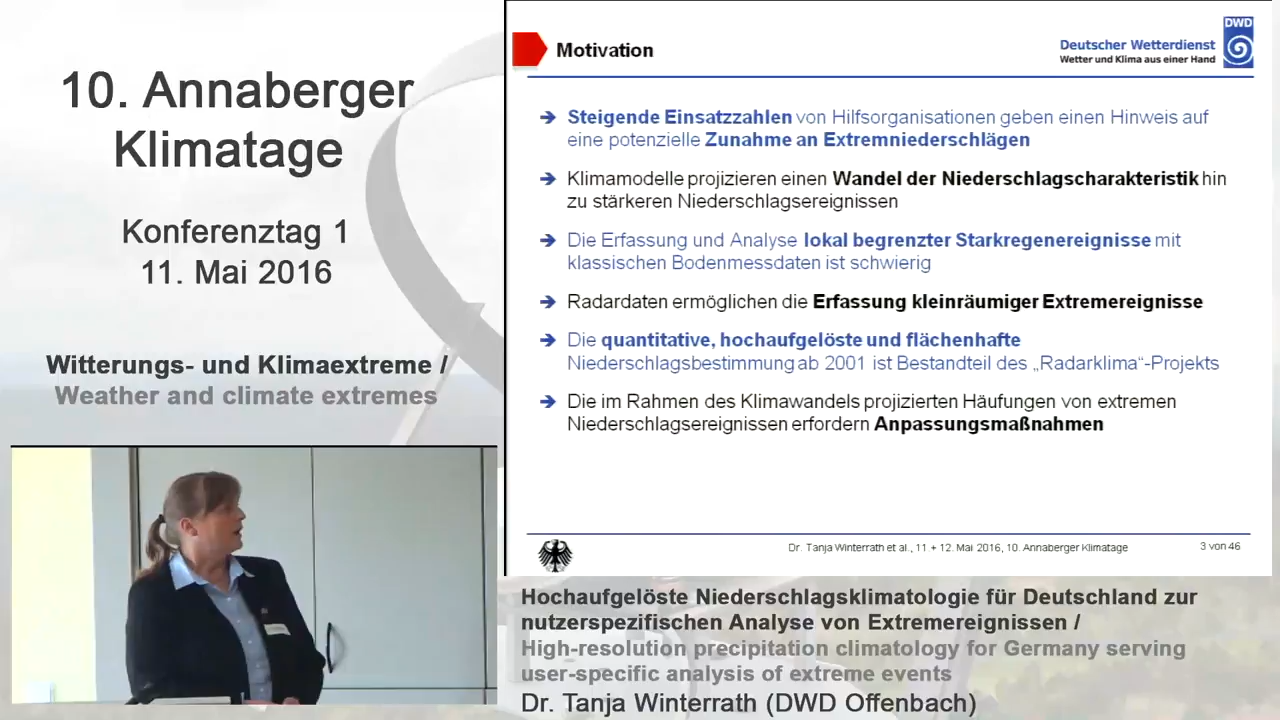 10. Annaberger
Klimatage
Konferenztag 1
11. Mai 2016
Witterungs- und Klimaextreme /
Weather and climate extremes
Motivation
DWD
Deutscher Wetterdienst
Wetter und Klima aus einer Hand
Steigende Einsatzzahlen von Hilfsorganisationen geben einen Hinweis auf
eine potenzielle Zunahme an Extremniederschlägen
Klimamodelle projizieren einen Wandel der Niederschlagscharakteristik hin
zu stärkeren Niederschlagsereignissen
Die Erfassung und Analyse lokal begrenzter Starkregenereignisse mit
klassischen Bodenmessdaten ist schwierig
Radardaten ermöglichen die Erfassung kleinräumiger Extremereignisse
Die quantitative, hochaufgelöste und flächenhafte
Niederschlagsbestimmung ab 2001 ist Bestandteil des „Radarklima“-Projekts
Die im Rahmen des Klimawandels projizierten Häufungen von extremen
Niederschlagsereignissen erfordern Anpassungsmaßnahmen
Dr. Tanja Winterrath et al., 11 + 12. Mai 2016, 10. Annaberger Klimatage
3 von 46
Hochaufgelöste Niederschlagsklimatologie für Deutschland zur
nutzerspezifischen Analyse von Extremereignissen /
High-resolution precipitation climatology for Germany serving
user-specific analysis of extreme events
Dr. Tanja Winterrath (DWD Offenbach)